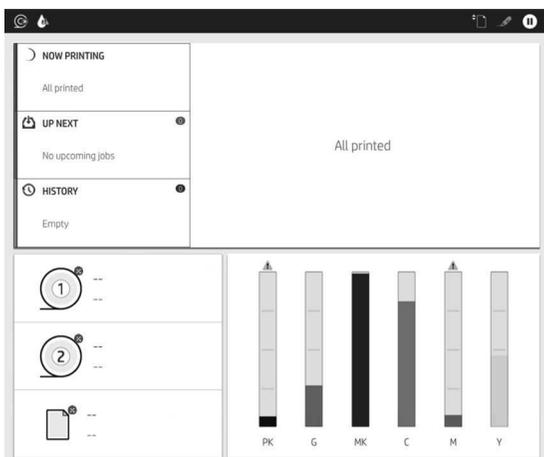 NOW PRINTING
All printed
UP NEXT
0
No upcoming jobs
HISTORY
0
Empty
All printed
1
--
--
2
--
--
--
--
PK G MK C M Y